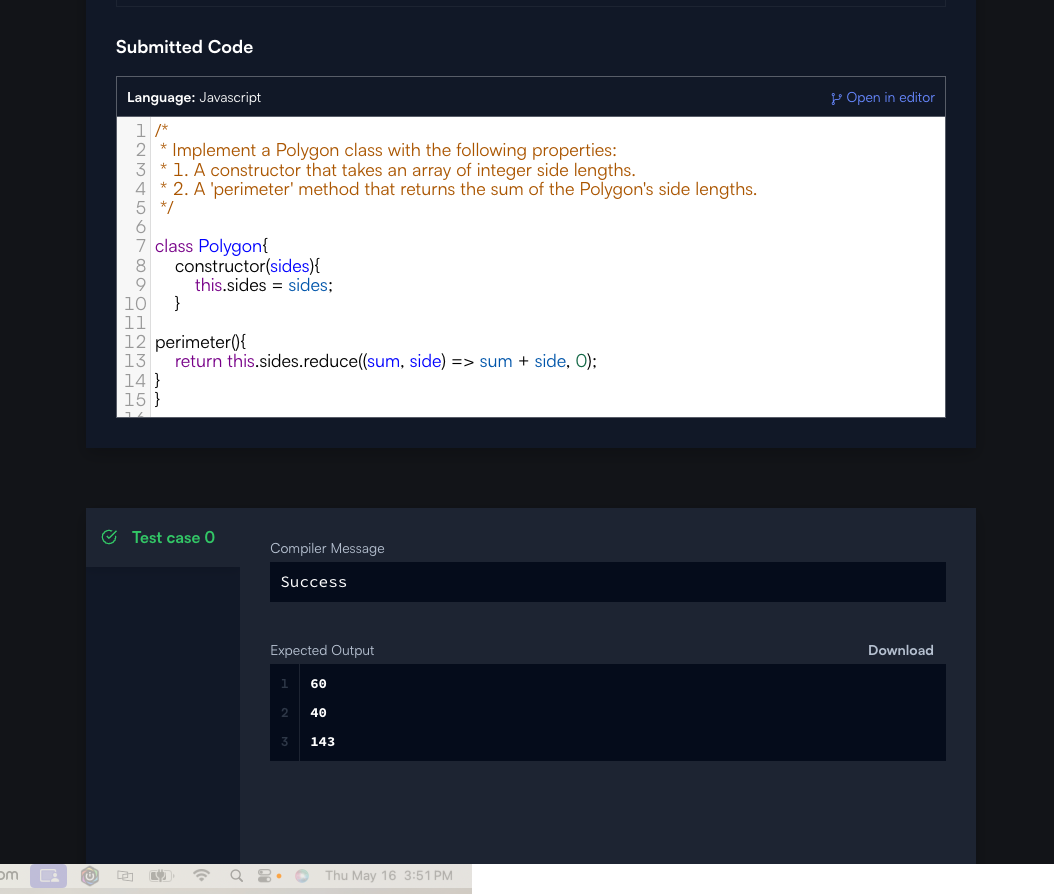 Submitted Code
Language: Javascript
Open in editor
1 /*
2  * Implement a Polygon class with the following properties:
3  * 1. A constructor that takes an array of integer side lengths.
4  * 2. A 'perimeter' method that returns the sum of the Polygon's side lengths.
5  */
6
7 class Polygon{
8     constructor(sides){
9         this.sides = sides;
10     }
11
12 perimeter(){
13     return this.sides.reduce((sum, side) => sum + side, 0);
14 }
15 }
Test case 0
Compiler Message
Success
Expected Output
Download
1 60
2 40
3 143
Thu May 16 3:51 PM